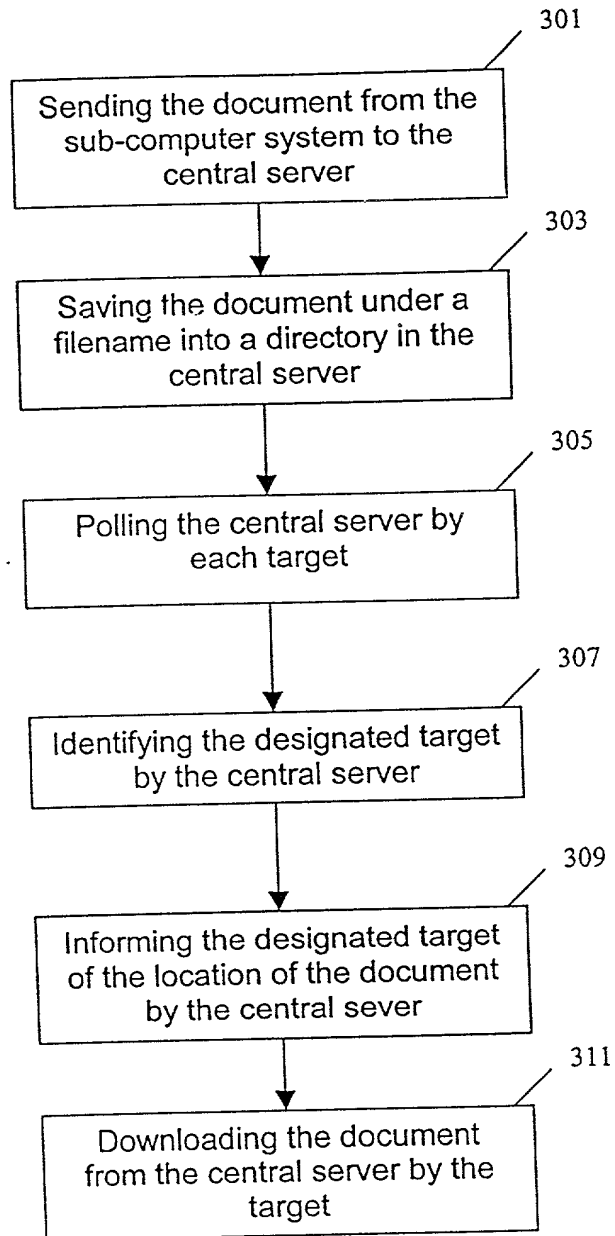 301
Sending the document from the
sub-computer system to the
central server
303
Saving the document under a
filename into a directory in the
central server
305
Polling the central server by
each target
307
Identifying the designated target
by the central server
309
Informing the designated target
of the location of the document
by the central sever
311
Downloading the document
from the central server by the
target